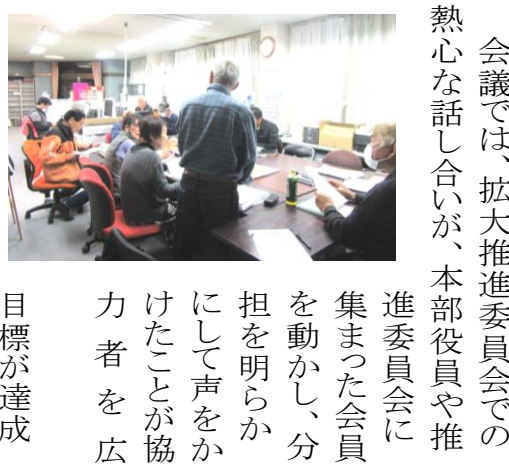 会議では、拡大推進委員会での
熱心な話し合いが、本部役員や推
進委員会に
集まった会員
を動かし、分
担を明らか
にして声をか
けたことが協
力者を広
目標が達成